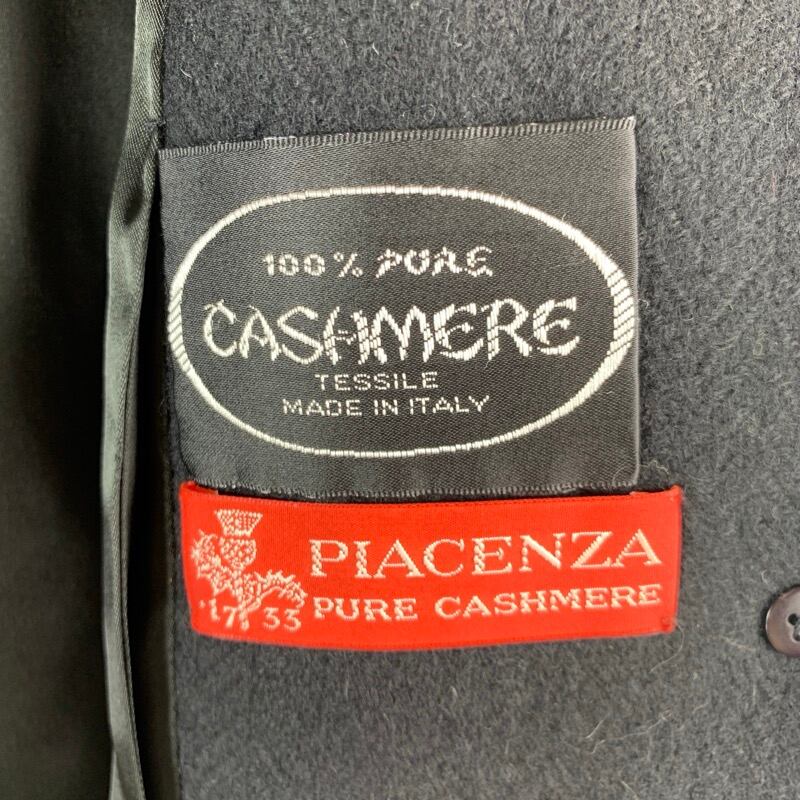 100% PURE
CASHMERE
TESSILE
MADE IN ITALY
PIACENZA
1733 PURE CASHMERE